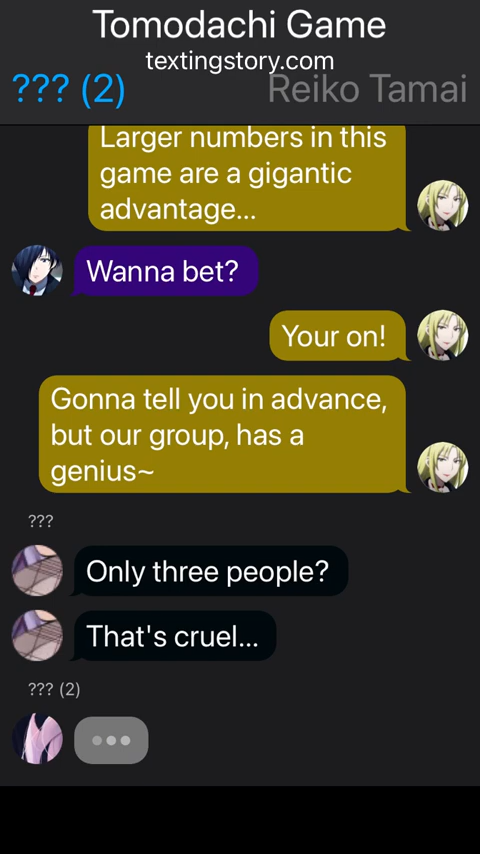 Tomodachi Game
textingstory.com
??? (2)
Reiko Tamai
Larger numbers in this
game are a gigantic
advantage...
Wanna bet?
Your on!
Gonna tell you in advance,
but our group, has a
genius~
???
Only three people?
That's cruel...
??? (2)